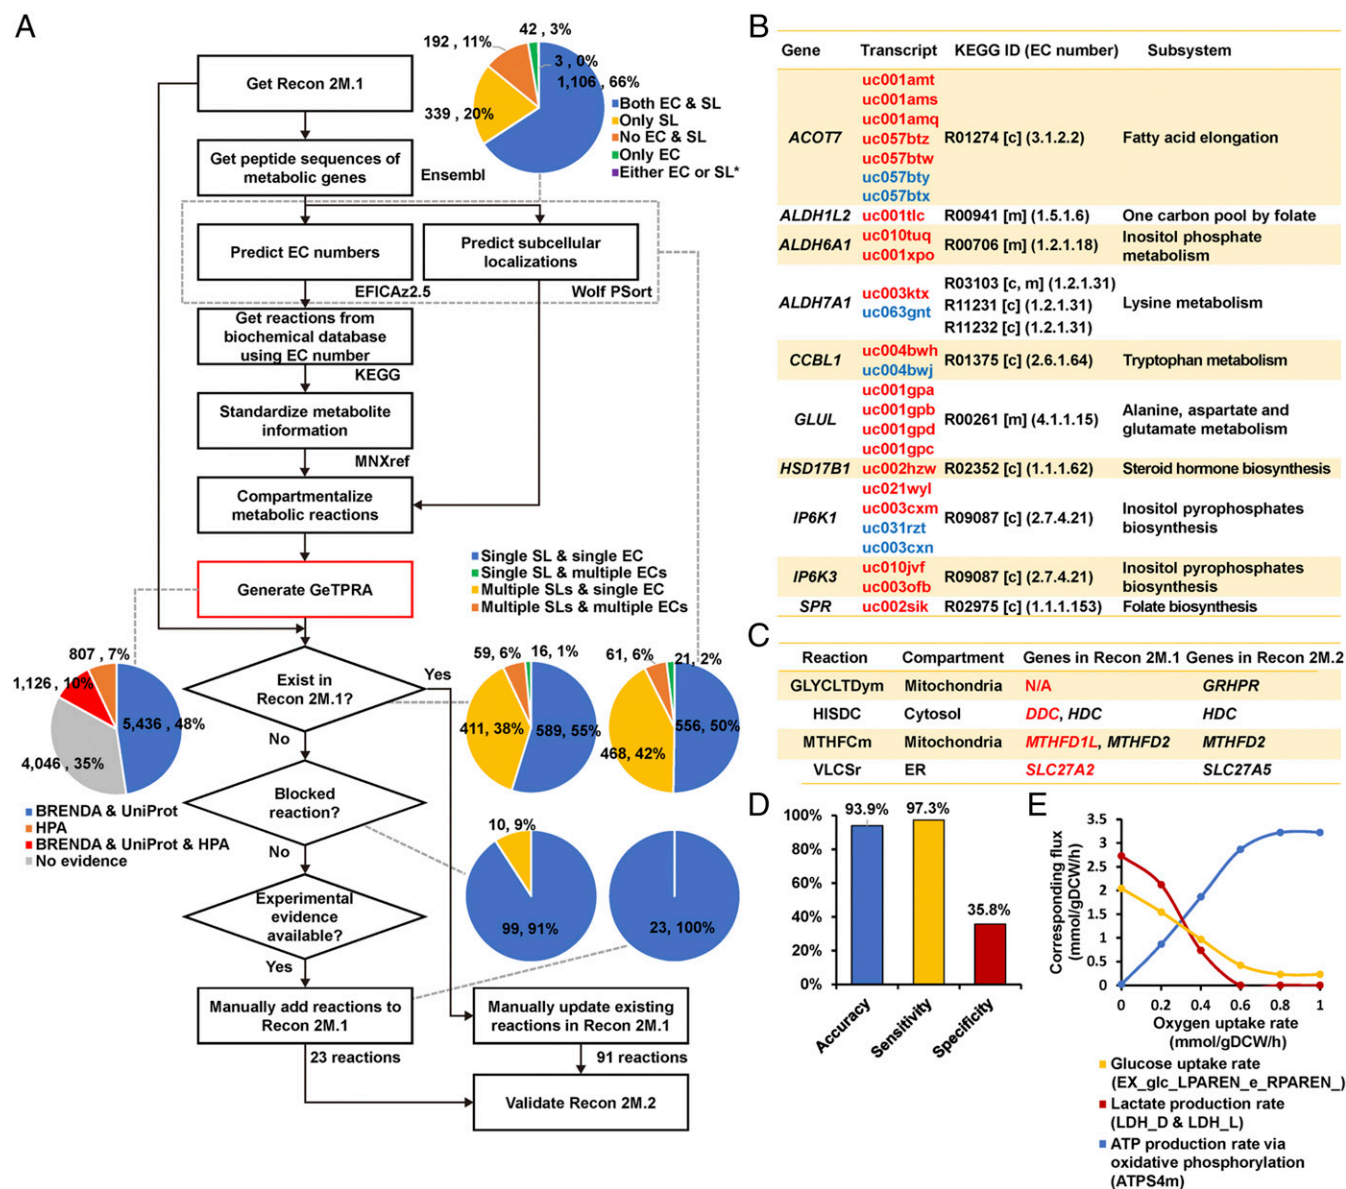 A
Get Recon 2M.1
Get peptide sequences of
metabolic genes
Ensembl
Predict EC numbers
EFICAz2.5
Predict subcellular
localizations
Wolf PSort
Get reactions from
biochemical database
using EC number
KEGG
Standardize metabolite
information
MNXref
Compartmentalize
metabolic reactions
Generate GeTPRA
Exist in
Recon 2M.1?
Yes
No
Blocked
reaction?
No
Experimental
evidence
available?
Yes
Manually add reactions to
Recon 2M.1
23 reactions
Manually update existing
reactions in Recon 2M.1
91 reactions
Validate Recon 2M.2
42 , 3%
192 , 11%
3 , 0%
1,106 , 66%
339 , 20%
Both EC & SL
Only SL
No EC & SL
Only EC
Either EC or SL*
Single SL & single EC
Single SL & multiple ECs
Multiple SLs & single EC
Multiple SLs & multiple ECs
807 , 7%
1,126 , 10%
5,436 , 48%
4,046 , 35%
BRENDA & UniProt
HPA
BRENDA & UniProt & HPA
No evidence
59 , 6%
16, 1%
411, 38%
589, 55%
61, 6%
21, 2%
556, 50%
468, 42%
10, 9%
99, 91%
23, 100%
B
Gene Transcript KEGG ID (EC number) Subsystem
uc001amt
uc001ams
uc001amq
ACOT7 uc057btz R01274 [c] (3.1.2.2) Fatty acid elongation
uc057btw
uc057bty
uc057btx
ALDH1L2 uc001tlc R00941 [m] (1.5.1.6) One carbon pool by folate
ALDH6A1 uc010tuq R00706 [m] (1.2.1.18) Inositol phosphate
uc001xpo metabolism
R03103 [c, m] (1.2.1.31)
ALDH7A1 uc003ktx R11231 [c] (1.2.1.31) Lysine metabolism
uc063gnt R11232 [c] (1.2.1.31)
CCBL1 uc004bwh R01375 [c] (2.6.1.64) Tryptophan metabolism
uc004bwj
uc001gpa
GLUL uc001gpb R00261 [m] (4.1.1.15) Alanine, aspartate and
uc001gpd glutamate metabolism
uc001gpc
HSD17B1 uc002hzw R02352 [c] (1.1.1.62) Steroid hormone biosynthesis
uc021wyl
IP6K1 uc003cxm R09087 [c] (2.7.4.21) Inositol pyrophosphates
uc031rzt biosynthesis
uc003cxn
IP6K3 uc010jvf R09087 [c] (2.7.4.21) Inositol pyrophosphates
uc003ofb biosynthesis
SPR uc002sik R02975 [c] (1.1.1.153) Folate biosynthesis
C
Reaction Compartment Genes in Recon 2M.1 Genes in Recon 2M.2
GLYCLTDym Mitochondria N/A GRHPR
HISDC Cytosol DDC, HDC HDC
MTHFCm Mitochondria MTHFD1L, MTHFD2 MTHFD2
VLCSr ER SLC27A2 SLC27A5
D
100%
80%
60%
40%
20%
0%
93.9%
97.3%
35.8%
Accuracy
Sensitivity
Specificity
E
Corresponding flux
(mmol/gDCW/h)
3.5
3
2.5
2
1.5
1
0.5
0
0 0.2 0.4 0.6 0.8 1
Oxygen uptake rate
(mmol/gDCW/h)
Glucose uptake rate
(EX_glc_LPAREN_e_RPAREN_)
Lactate production rate
(LDH_D & LDH_L)
ATP production rate via
oxidative phosphorylation
(ATPS4m)